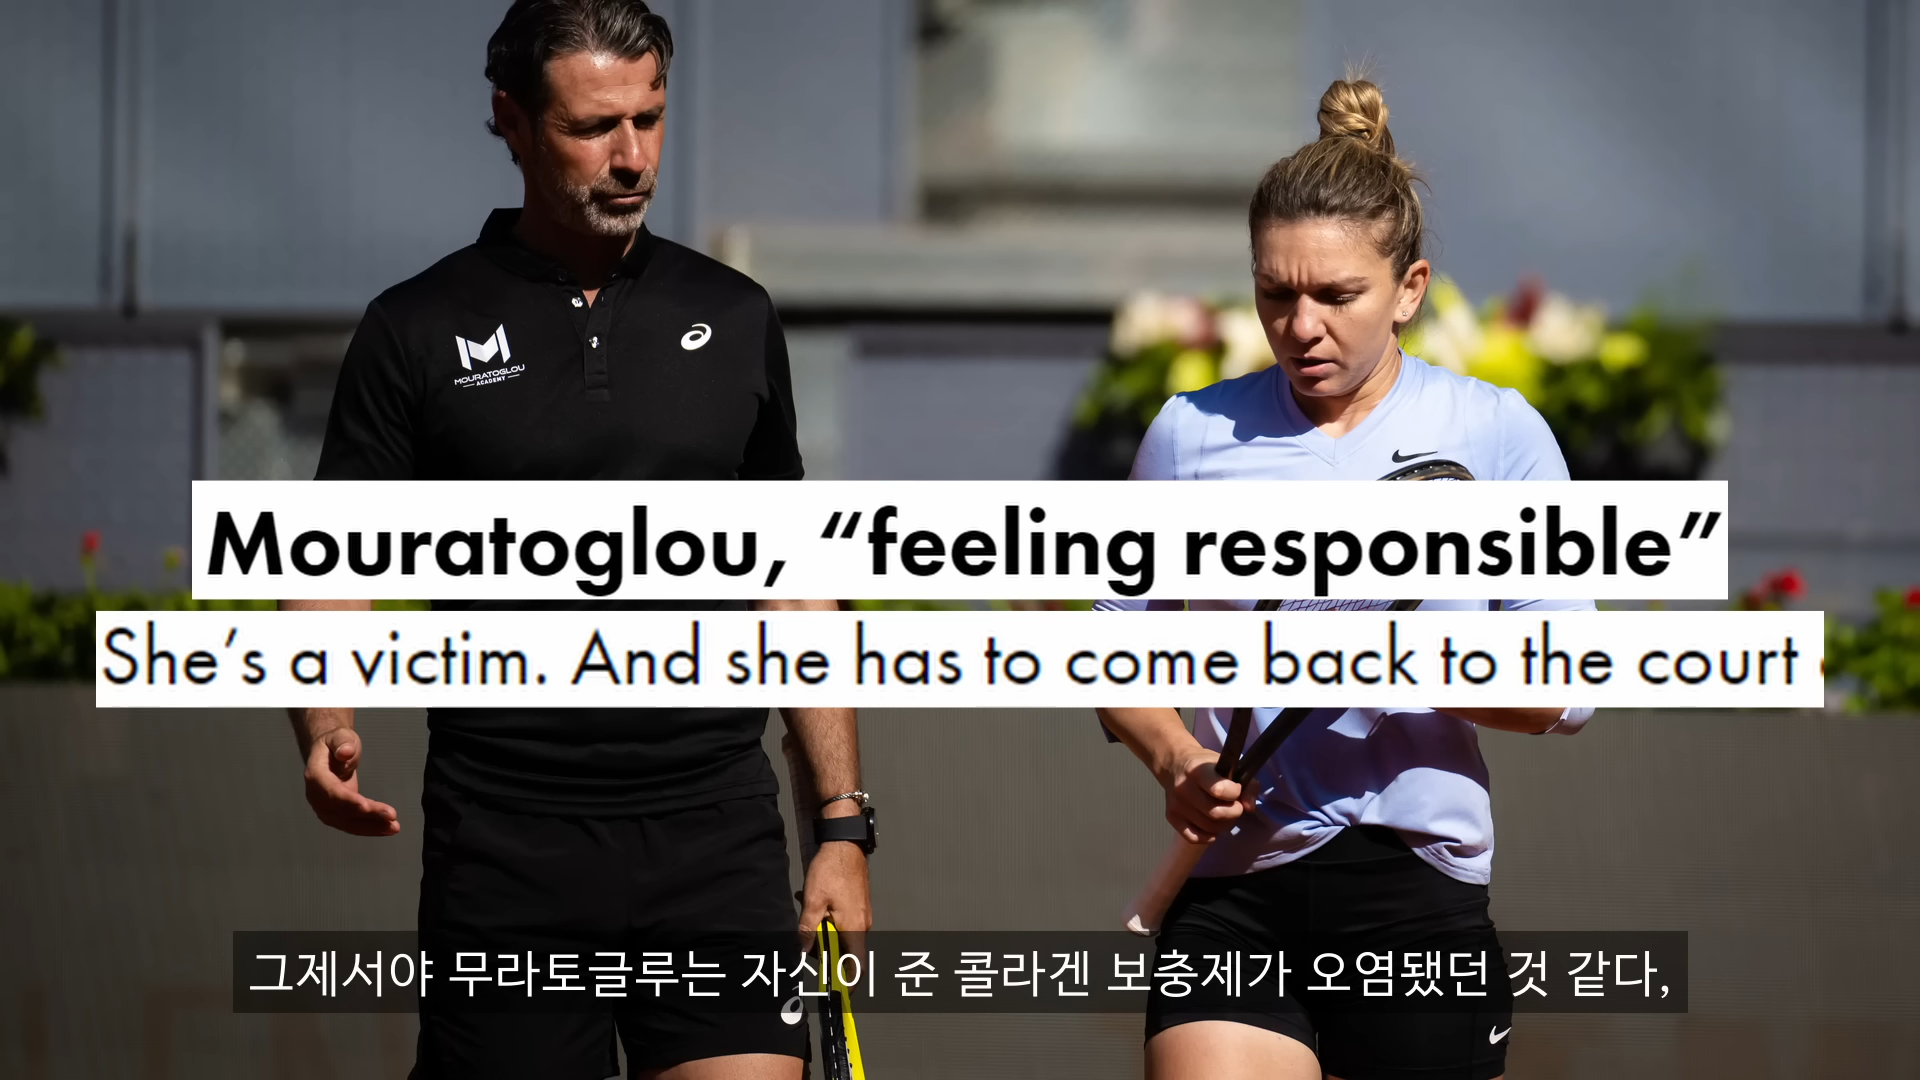 MOURATOGLOU
ACADEMY
Mouratoglou, “feeling responsible”
She’s a victim. And she has to come back to the court
그제서야 무라토글루는 자신이 준 콜라겐 보충제가 오염됐던 것 같다,